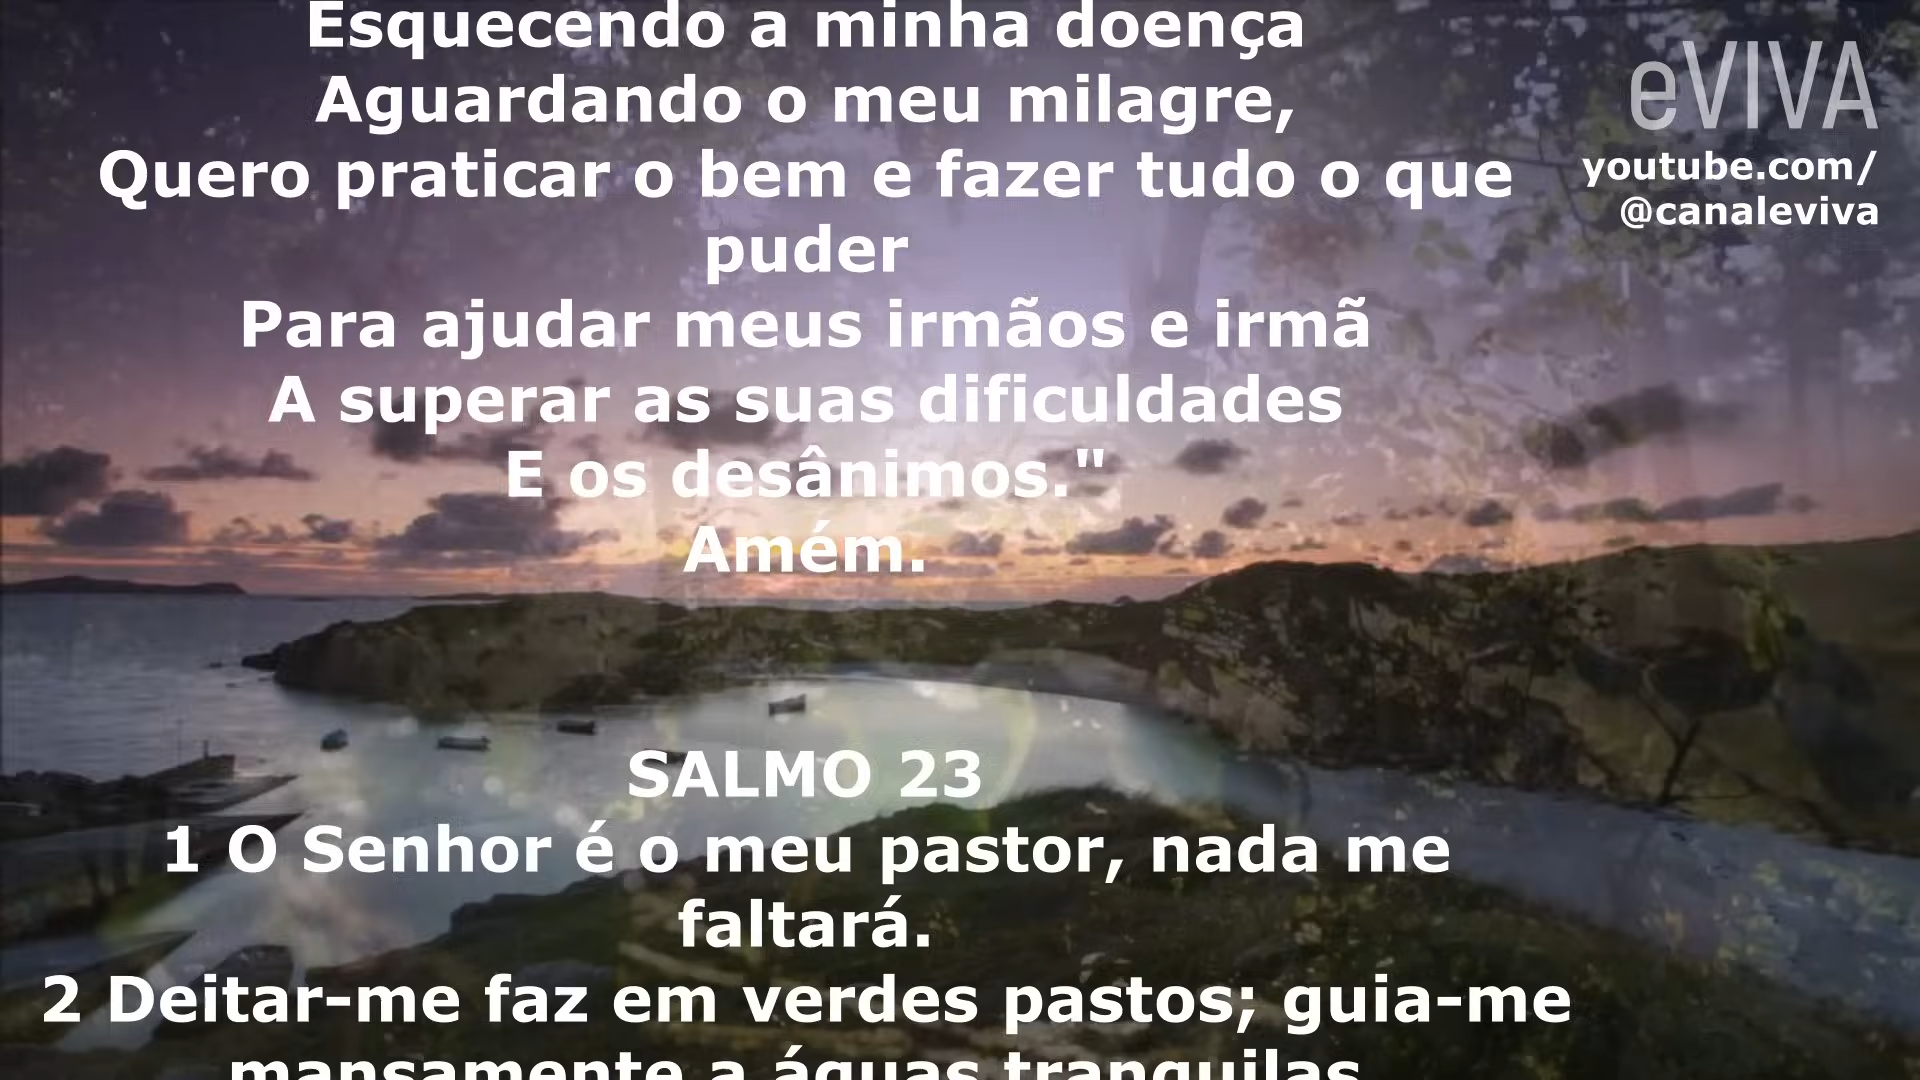 Esquecendo a minha doença
Aguardando o meu milagre,
Quero praticar o bem e fazer tudo o que
puder
Para ajudar meus irmãos e irmã
A superar as suas dificuldades
E os desânimos."
Amém.
SALMO 23
1 O Senhor é o meu pastor, nada me
faltará.
2 Deitar-me faz em verdes pastos; guia-me
mansamente a águas tranquilas.
eVIVA
youtube.com/
@canaleviva